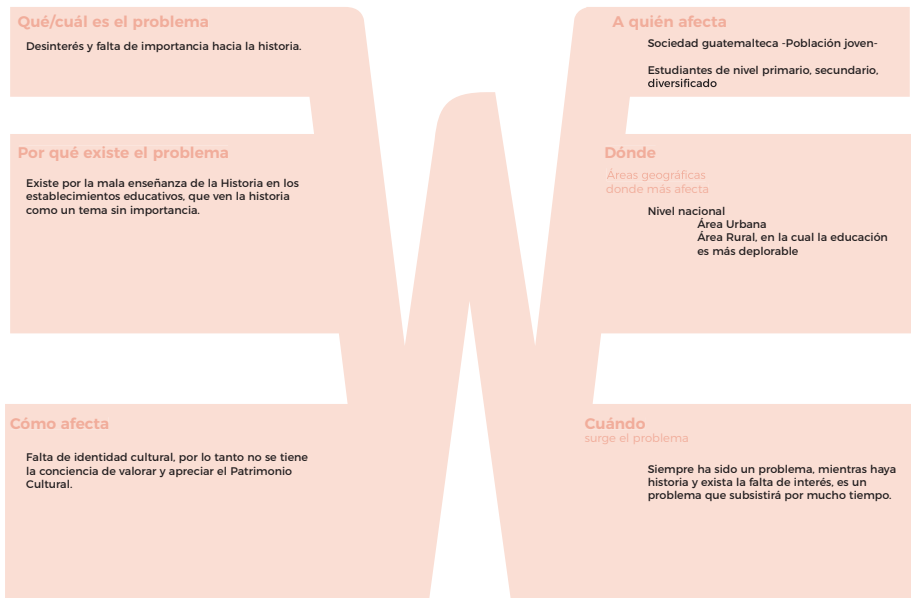 Qué/cuál es el problema
Desinterés y falta de importancia hacia la historia.
A quién afecta
Sociedad guatemalteca -Población joven-
Estudiantes de nivel primario, secundario,
diversificado
Por qué existe el problema
Existe por la mala enseñanza de la Historia en los
establecimientos educativos, que ven la historia
como un tema sin importancia.
Dónde
Áreas geográficas
donde más afecta
Nivel nacional
Área Urbana
Área Rural, en la cual la educación
es más deplorable
Cómo afecta
Falta de identidad cultural, por lo tanto no se tiene
la conciencia de valorar y apreciar el Patrimonio
Cultural.
Cuándo
surge el problema
Siempre ha sido un problema, mientras haya
historia y exista la falta de interés, es un
problema que subsistirá por mucho tiempo.